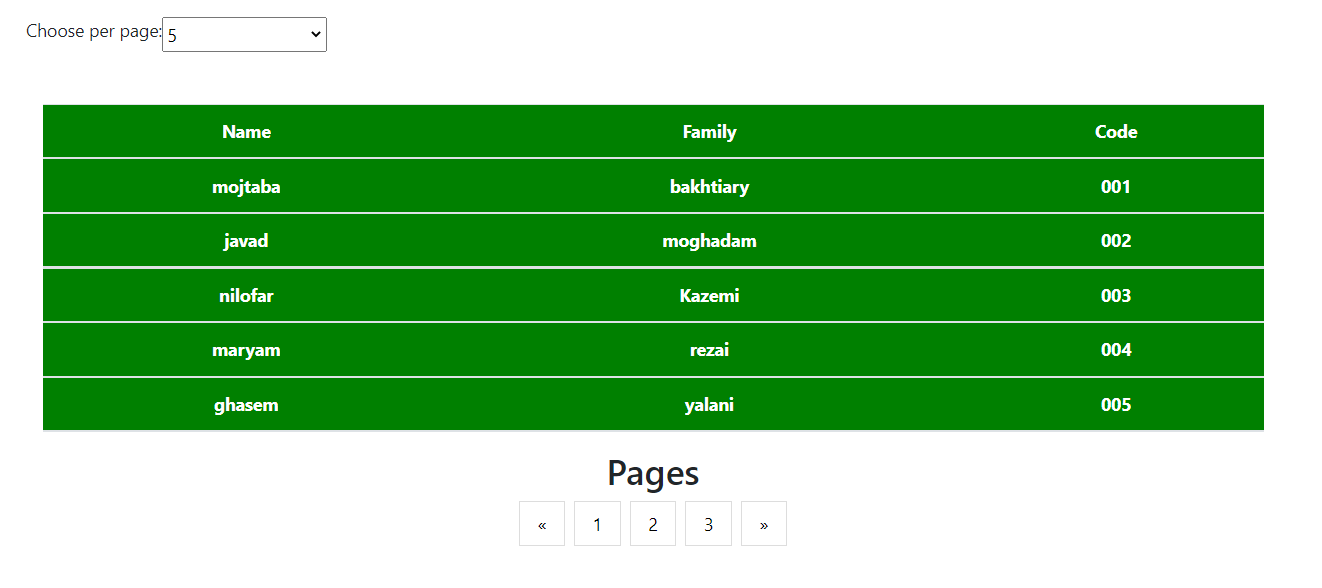 Choose per page: 5
Name Family Code
mojtaba bakhtiary 001
javad moghadam 002
nilofar Kazemi 003
maryam rezai 004
ghasem yalani 005
Pages
« 1 2 3 »